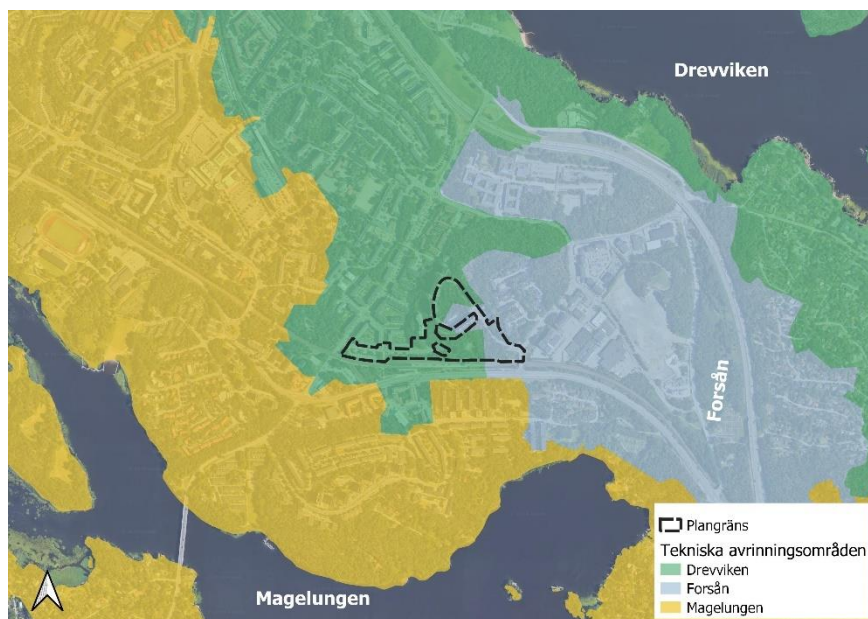 Drevviken
Forsån
Magelungen
Plangräns
Tekniska avrinningsområden
Drevviken
Forsån
Magelungen